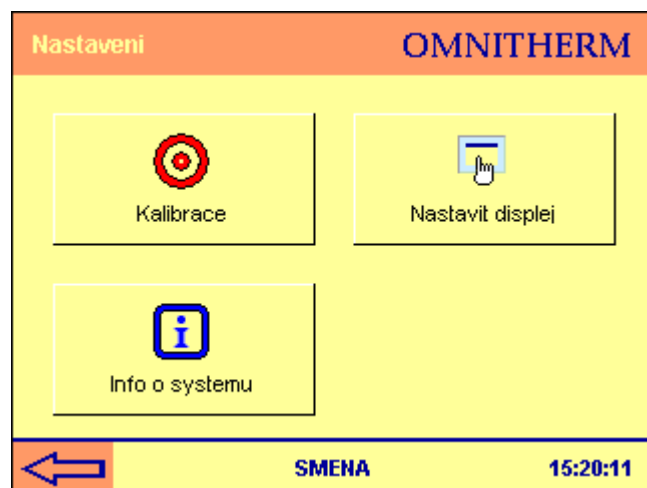 Nastaveni
OMNITHERM
Kalibrace
Nastavit displej
Info o systemu
SMENA
15:20:11